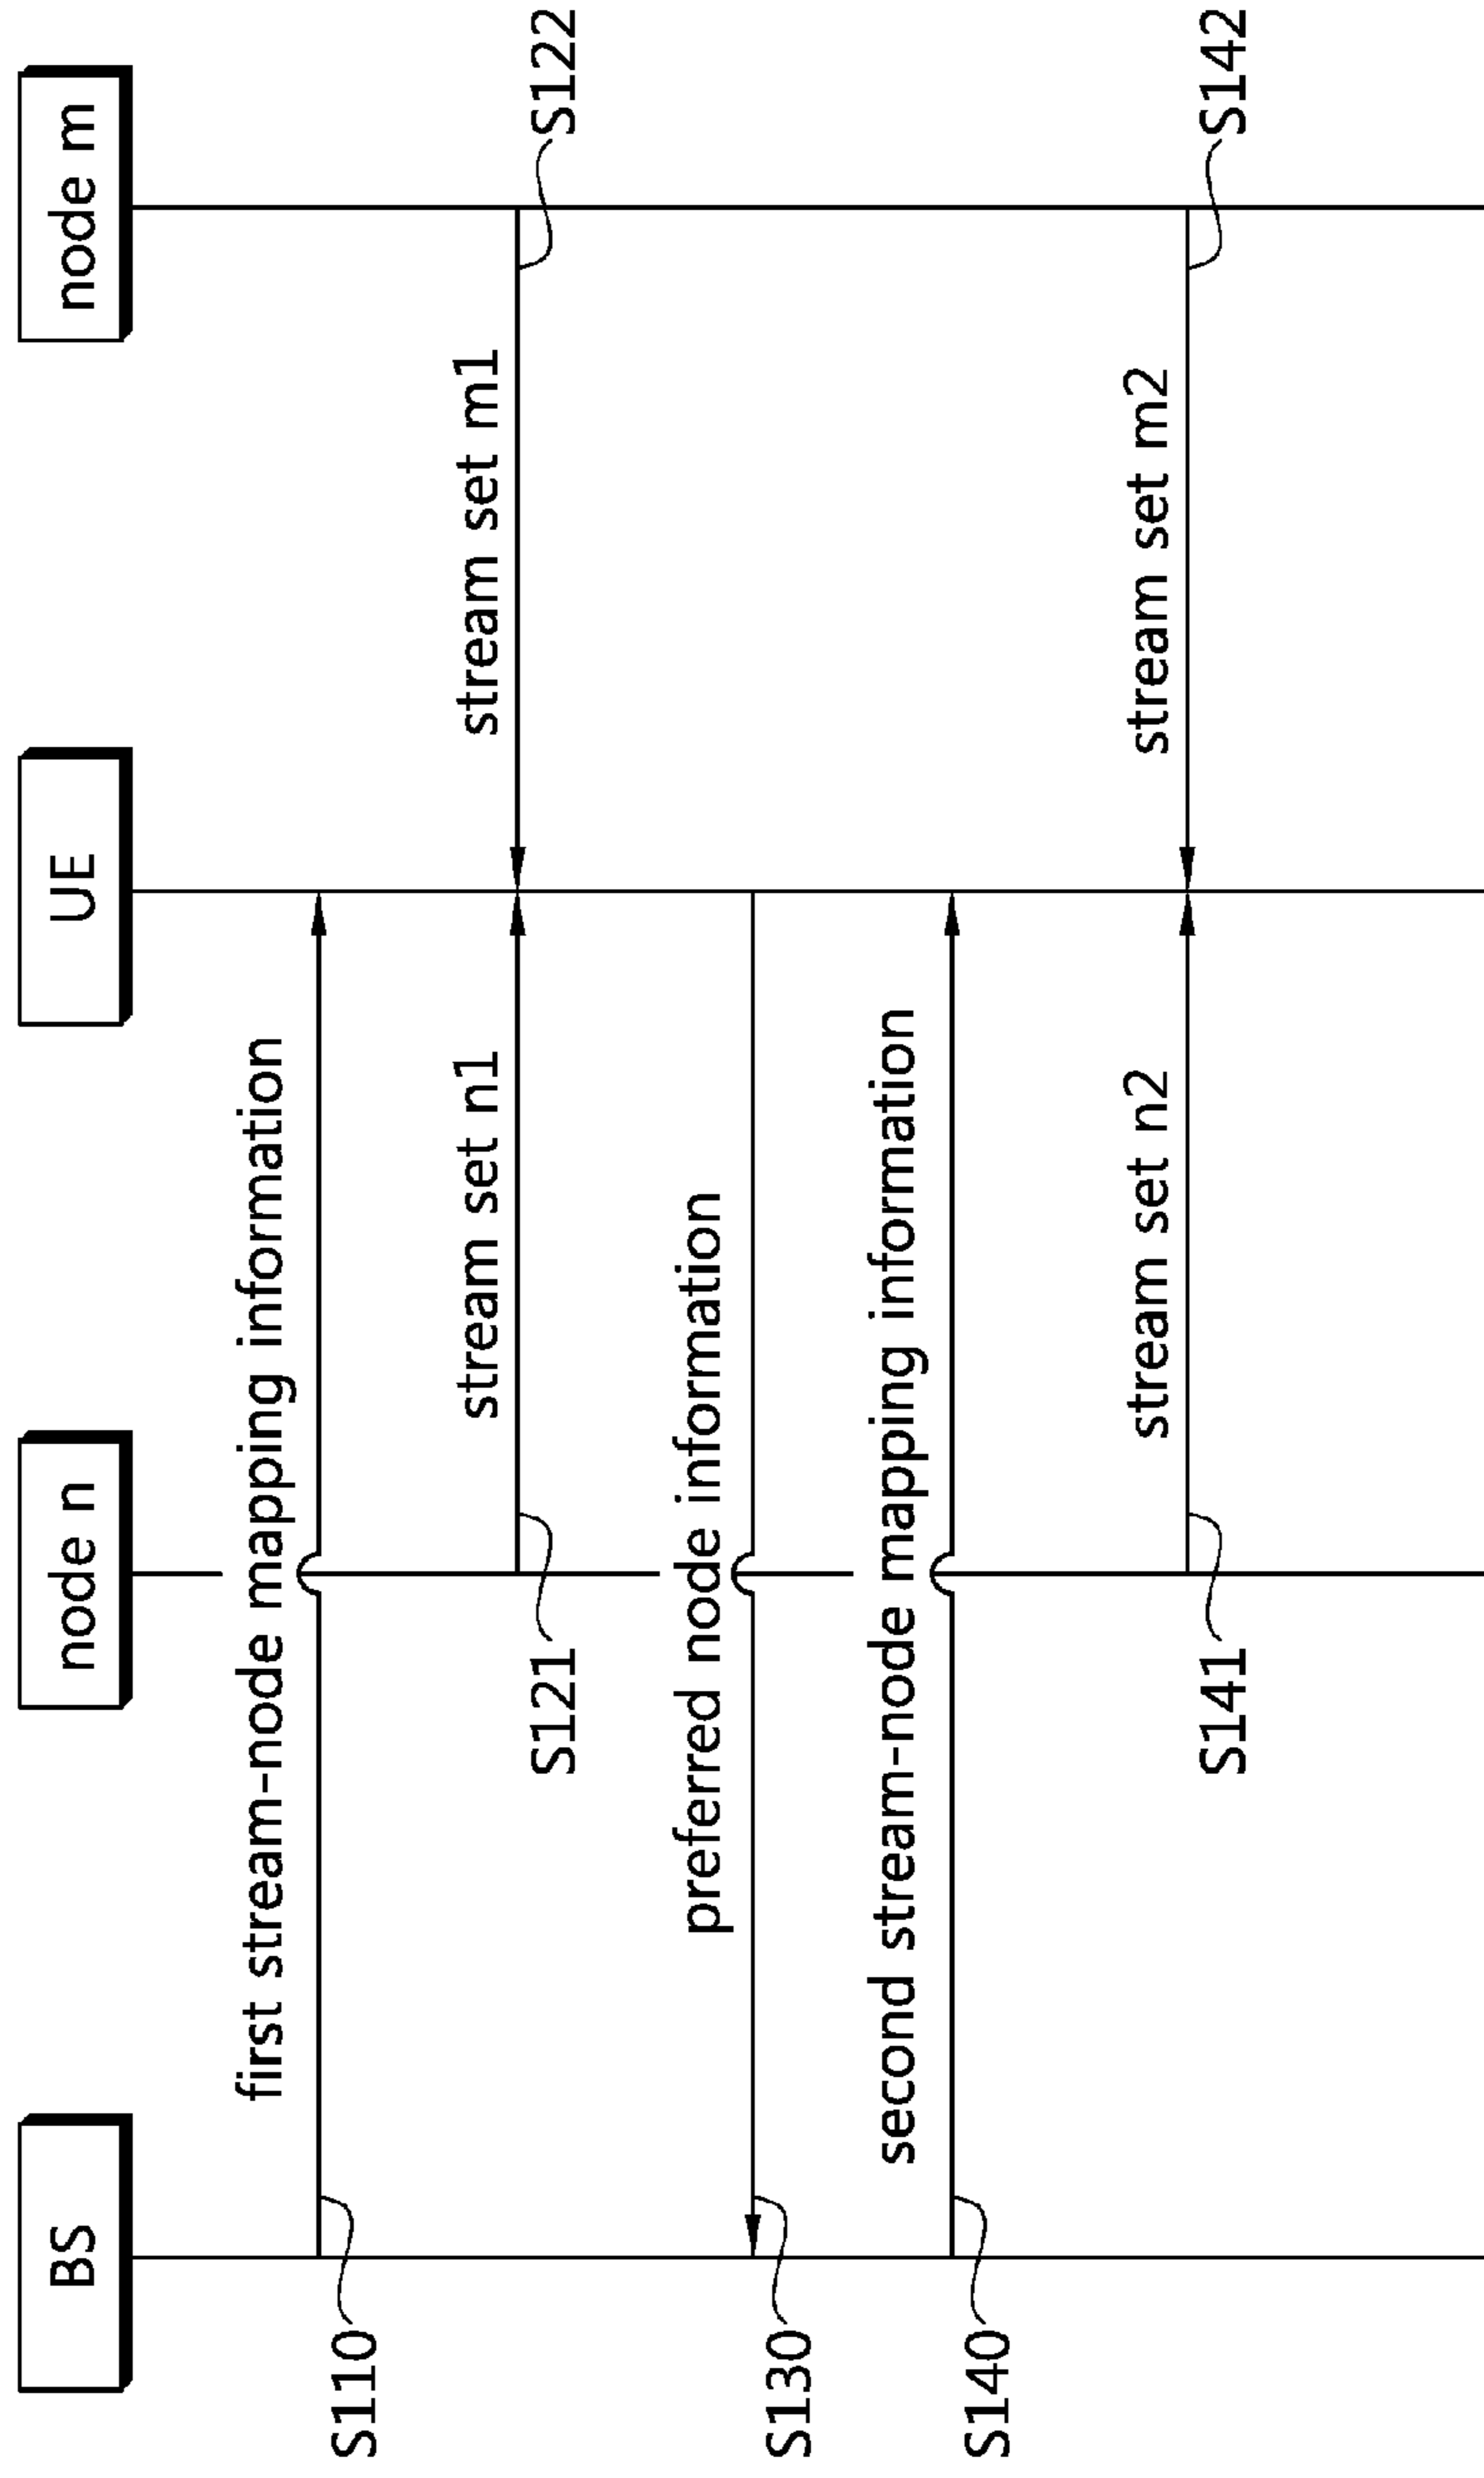 BS
node n
UE
node m
first stream-node mapping information
S110
stream set n1
stream set m1
S121
S122
preferred node information
S130
second stream-node mapping information
S140
stream set n2
stream set m2
S141
S142